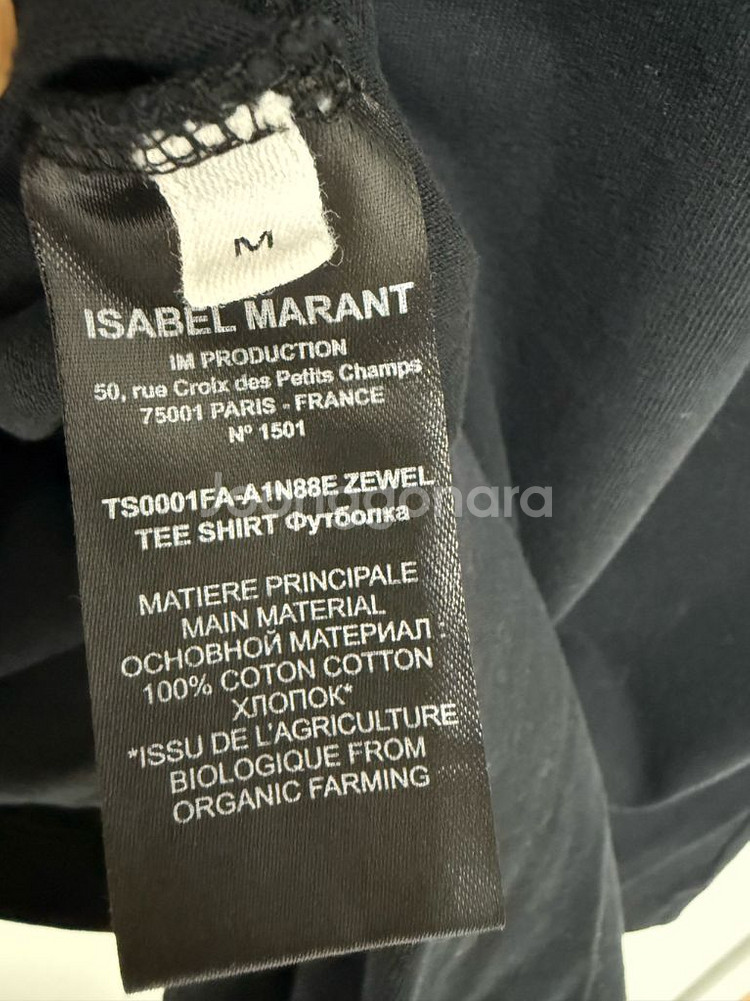 M
ISABEL MARANT
IM PRODUCTION
50, rue Croix des Petits Champs
75001 PARIS - FRANCE
N° 1501
TS0001FA-A1N88E ZEWEL
Joonggonara
TEE SHIRT Футболка
MATIERE PRINCIPALE
MAIN MATERIAL
ОСНОВНОЙ МАТЕРИАЛ :
100% COTON COTTON
ХЛОПОК*
*ISSU DE L'AGRICULTURE
BIOLOGIQUE FROM
ORGANIC FARMING